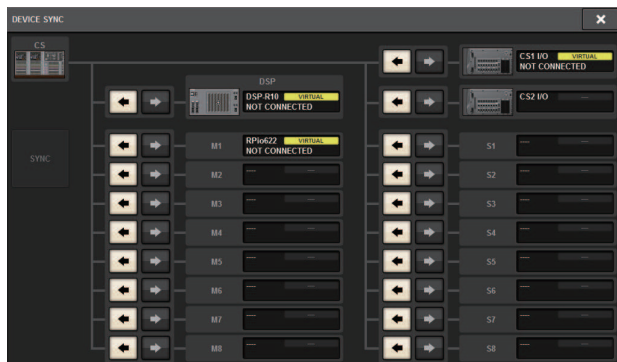 DEVICE SYNC
CS
CS1 I/O VIRTUAL
NOT CONNECTED
DSP
DSP-R10 VIRTUAL
NOT CONNECTED
CS2 I/O
SYNC
M1 RPio622 VIRTUAL
NOT CONNECTED
S1
M2 S2
M3 S3
M4 S4
M5 S5
M6 S6
M7 S7
M8 S8